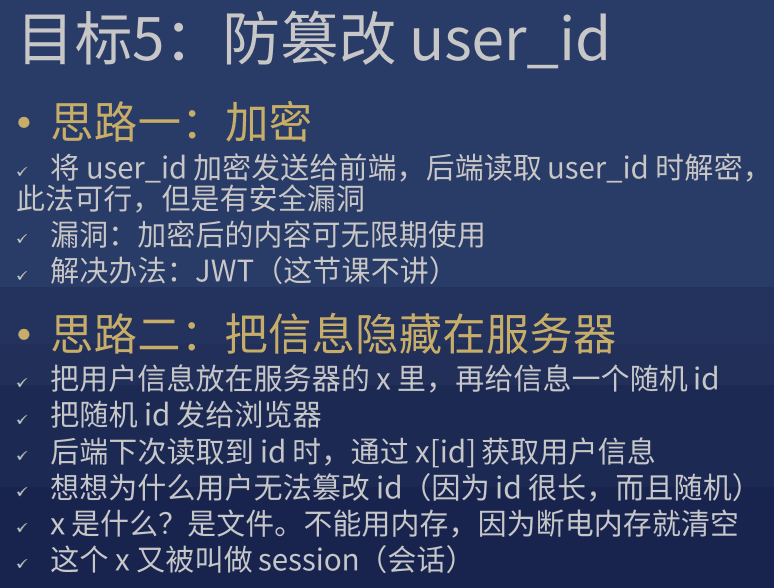 目标5：防篡改 user_id
• 思路一：加密
✓ 将 user_id 加密发送给前端，后端读取 user_id 时解密，
此法可行，但是有安全漏洞
✓ 漏洞：加密后的内容可无限期使用
✓ 解决办法：JWT（这节课不讲）
• 思路二：把信息隐藏在服务器
✓ 把用户信息放在服务器的 x 里，再给信息一个随机 id
✓ 把随机 id 发给浏览器
✓ 后端下次读取到 id 时，通过 x[id] 获取用户信息
✓ 想想为什么用户无法篡改 id（因为 id 很长，而且随机）
✓ x 是什么？是文件。不能用内存，因为断电内存就清空
✓ 这个 x 又被叫做 session（会话）